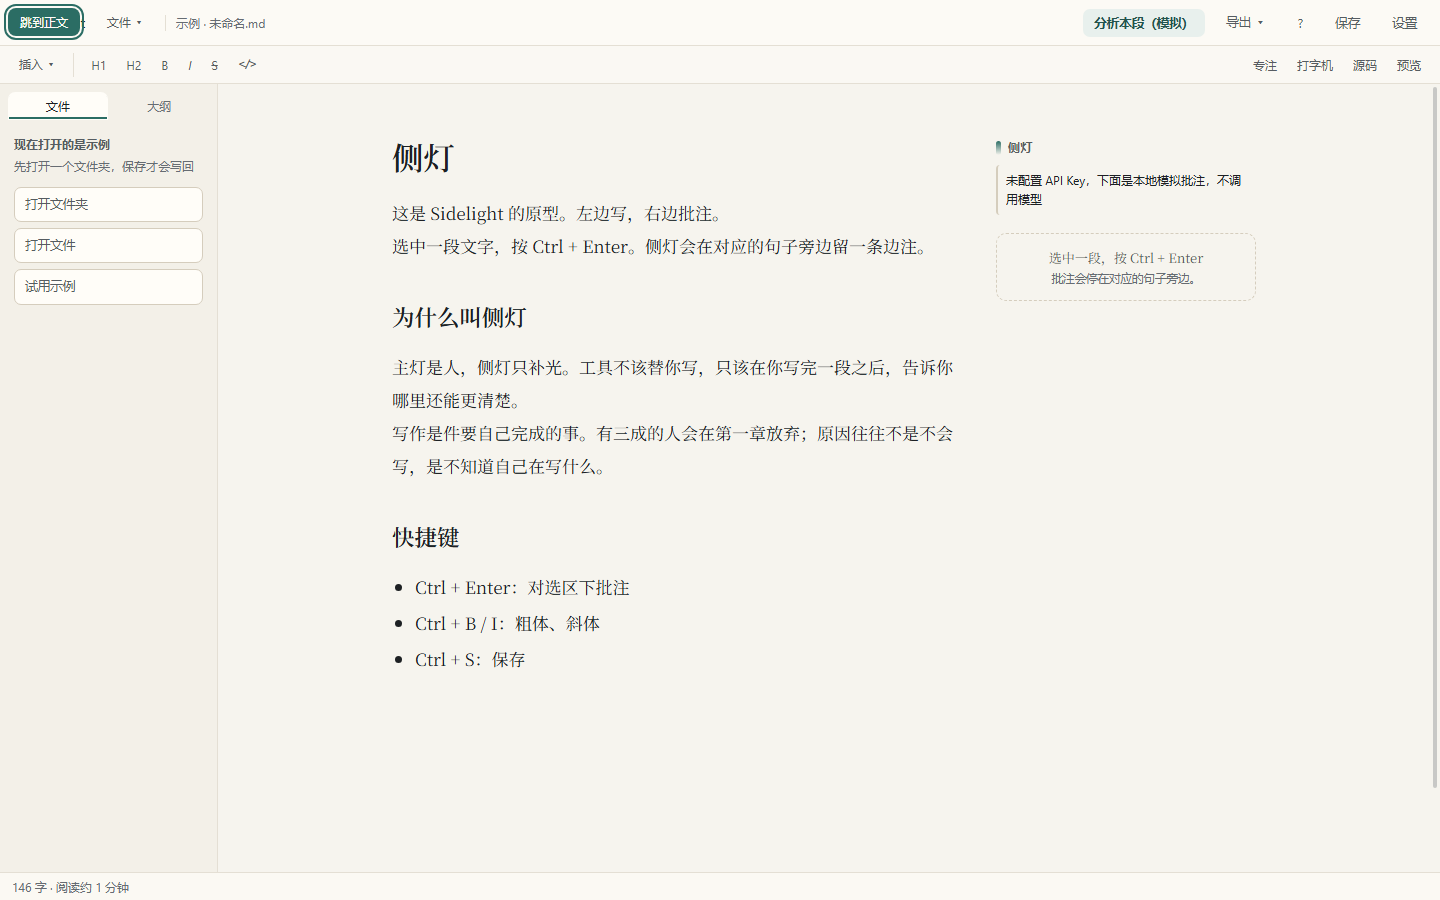 跳到正文
文件
示例 · 未命名.md
分析本段（模拟）
导出
?
保存
设置
插入
H1
H2
B
I
S
</>
专注
打字机
源码
预览
文件
大纲
现在打开的是示例
先打开一个文件夹，保存才会写回
打开文件夹
打开文件
试用示例
侧灯
这是 Sidelight 的原型。左边写，右边批注。
选中一段文字，按 Ctrl + Enter。侧灯会在对应的句子旁边留一条边注。
为什么叫侧灯
主灯是人，侧灯只补光。工具不该替你写，只该在你写完一段之后，告诉你
哪里还能更清楚。
写作是件要自己完成的事。有三成的人会在第一章放弃；原因往往不是不会
写，是不知道自己在写什么。
快捷键
Ctrl + Enter：对选区下批注
Ctrl + B / I：粗体、斜体
Ctrl + S：保存
侧灯
未配置 API Key，下面是本地模拟批注，不调
用模型
选中一段，按 Ctrl + Enter
批注会停在对应的句子旁边。
146 字 · 阅读约 1 分钟